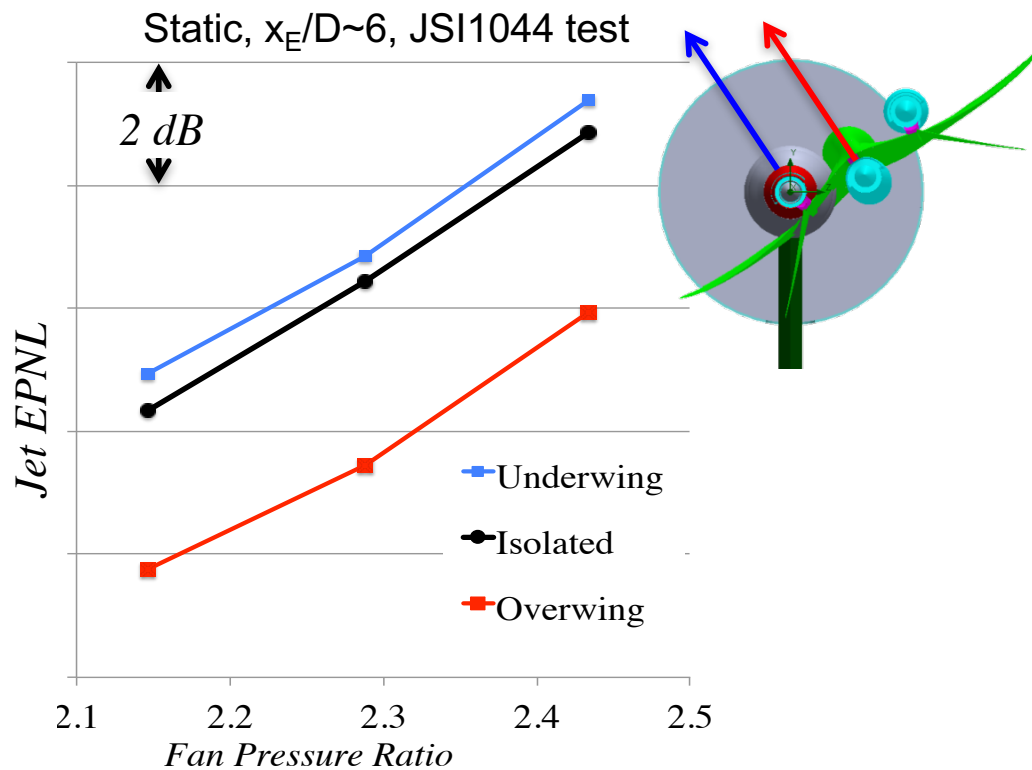 Static, xE/D~6, JSI1044 test
2 dB
Jet EPNL
Underwing
Isolated
Overwing
2.1 2.2 2.3 2.4 2.5
Fan Pressure Ratio
Y
Z